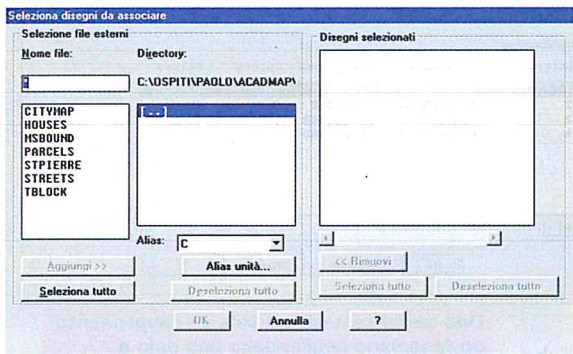 Seleziona disegni da associare
Selezione file esterni
Nome file:
Directory:
C:\OSPITI\PAOLO\ACADMAP\
CITYMAP
HOUSES
MSBOUND
PARCELS
STPIERRE
STREETS
TBLOCK
[..]
Alias:
C
Aggiungi >>
Alias unità...
Seleziona tutto
Deseleziona tutto
Disegni selezionati
<< Rimuovi
Seleziona tutto
Deseleziona tutto
OK
Annulla
?